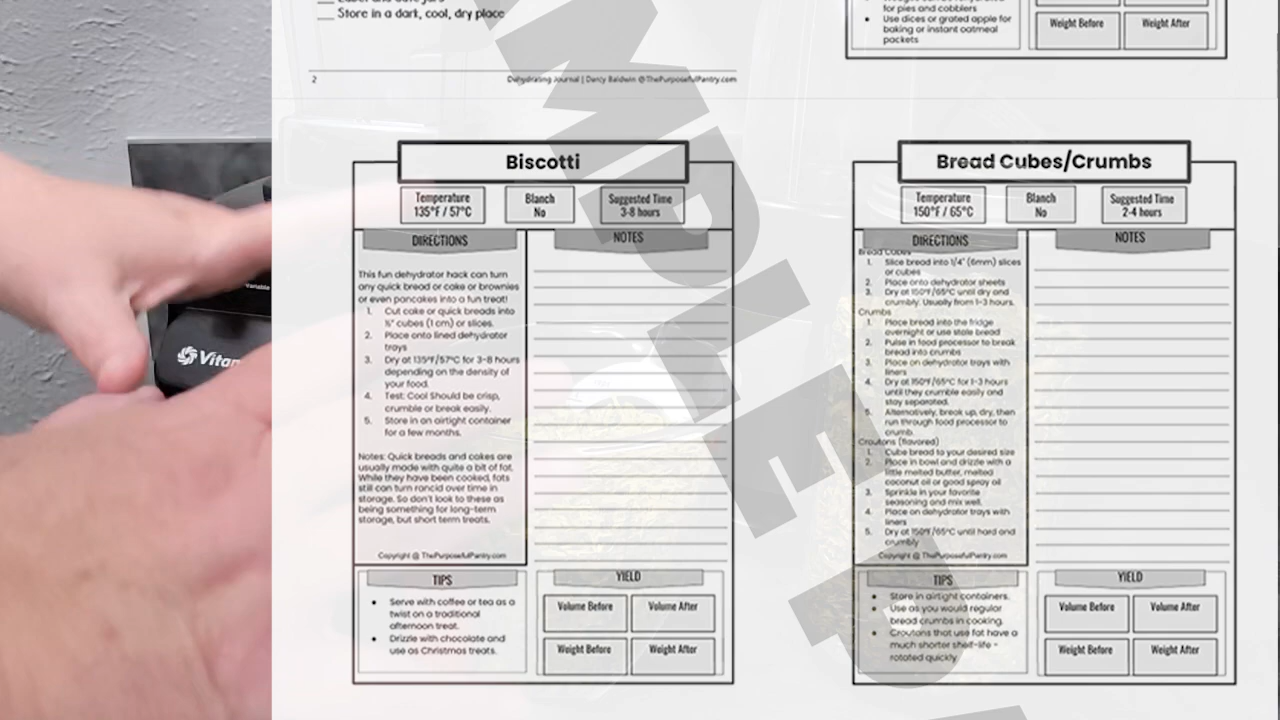 Store in a dark, cool, dry place
2 Dehydrating Journal | Darcy Baldwin @ThePurposefulPantry.com
for pies and cobblers
• Use dices or grated apple for
baking or instant oatmeal
packets
Weight Before Weight After
Biscotti
Temperature
135°F / 57°C
Blanch
No
Suggested Time
3-8 hours
DIRECTIONS
This fun dehydrator hack can turn
any quick bread or cake or brownies
or even pancakes into a fun treat!
1. Cut cake or quick breads into
½" cubes (1 cm) or slices.
2. Place onto lined dehydrator
trays
3. Dry at 135°F/57°C for 3-8 hours
depending on the density of
your food.
4. Test: Cool Should be crisp,
crumble or break easily.
5. Store in an airtight container
for a few months.
Notes: Quick breads and cakes are
usually made with quite a bit of fat.
While they have been cooked, fats
still can turn rancid over time in
storage. So don't look to these as
being something for long-term
storage, but short term treats.
Copyright @ ThePurposefulPantry.com
NOTES
TIPS
• Serve with coffee or tea as a
twist on a traditional
afternoon treat.
• Drizzle with chocolate and
use as Christmas treats.
YIELD
Volume Before Volume After
Weight Before Weight After
Bread Cubes/Crumbs
Temperature
150°F / 65°C
Blanch
No
Suggested Time
2-4 hours
DIRECTIONS
Bread Cubes
1. Slice bread into 1/4" (6mm) slices
or cubes
2. Place onto dehydrator sheets
3. Dry at 150°F/65°C until dry and
crumbly. Usually from 1-3 hours.
Crumbs
1. Place bread into the fridge
overnight or use stale bread
2. Pulse in food processor to break
bread into crumbs
3. Place on dehydrator trays with
liners
4. Dry at 150°F/65°C for 1-3 hours
until they crumble easily and
stay separated.
5. Alternatively, break up, dry, then
run through food processor to
crumb.
Croutons (flavored)
1. Cube bread to your desired size
2. Place in bowl and drizzle with a
little melted butter, melted
coconut oil or good spray oil
3. Sprinkle in your favorite
seasoning and mix well.
4. Place on dehydrator trays with
liners
5. Dry at 150°F/65°C until hard and
crumbly
Copyright @ ThePurposefulPantry.com
NOTES
TIPS
• Store in airtight containers.
• Use as you would regular
bread crumbs in cooking.
• Croutons that use fat have a
much shorter shelf-life -
rotated quickly
YIELD
Volume Before Volume After
Weight Before Weight After
MPLE P
Variable
Vitam